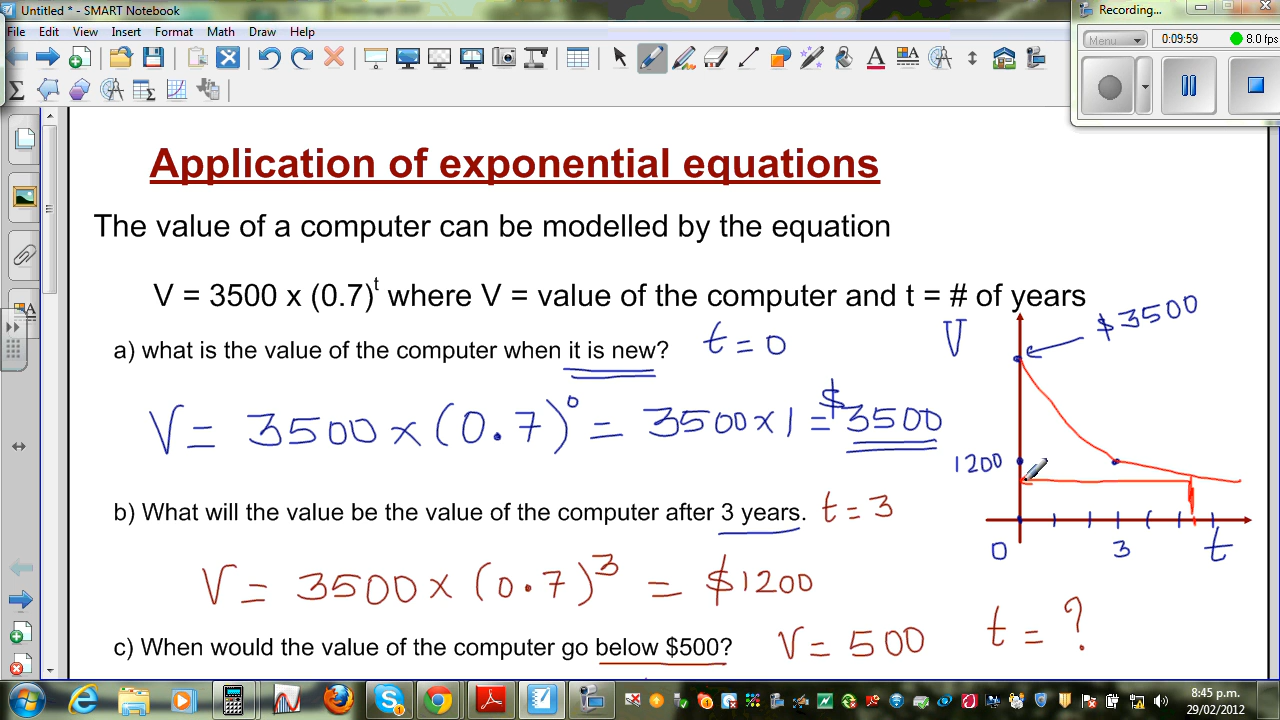 Untitled * - SMART Notebook
Recording...
File Edit View Insert Format Math Draw Help
Menu
0:09:59
8.0 fps
Application of exponential equations
The value of a computer can be modelled by the equation
V = 3500 x (0.7)^t where V = value of the computer and t = # of years
a) what is the value of the computer when it is new? t = 0
V
$3500
V = 3500 × (0.7)^0 = 3500 × 1 = $3500
1200
b) What will the value be the value of the computer after 3 years. t = 3
0 3 t
V = 3500 × (0.7)^3 = $1200
c) When would the value of the computer go below $500? V = 500 t = ?
8:45 p.m.
29/02/2012